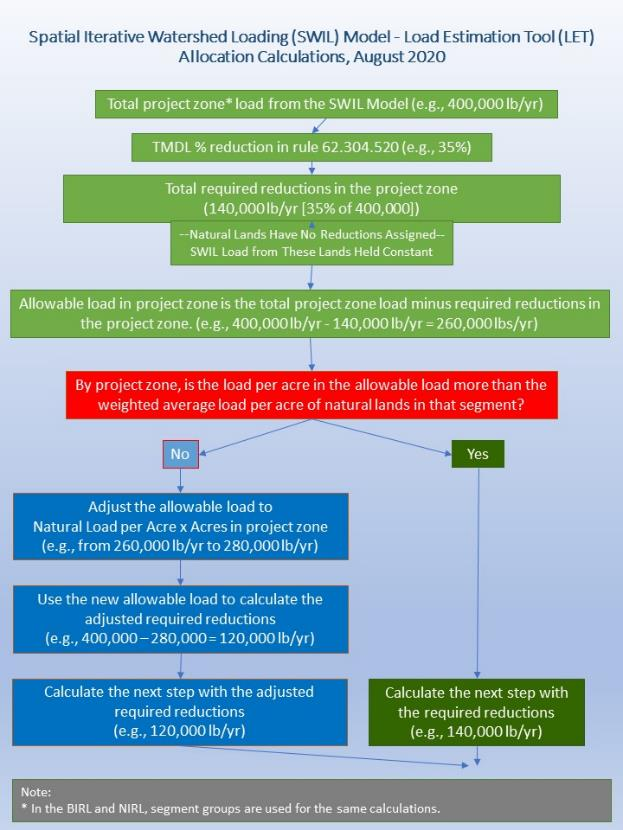 Spatial Iterative Watershed Loading (SWIL) Model - Load Estimation Tool (LET)
Allocation Calculations, August 2020
Total project zone* load from the SWIL Model (e.g., 400,000 lb/yr)
TMDL % reduction in rule 62.304.520 (e.g., 35%)
Total required reductions in the project zone
(140,000 lb/yr [35% of 400,000])
--Natural Lands Have No Reductions Assigned--
SWIL Load from These Lands Held Constant
Allowable load in project zone is the total project zone load minus required reductions in
the project zone. (e.g., 400,000 lb/yr - 140,000 lb/yr = 260,000 lbs/yr)
By project zone, is the load per acre in the allowable load more than the
weighted average load per acre of natural lands in that segment?
No
Yes
Adjust the allowable load to
Natural Load per Acre x Acres in project zone
(e.g., from 260,000 lb/yr to 280,000 lb/yr)
Use the new allowable load to calculate the
adjusted required reductions
(e.g., 400,000 – 280,000 = 120,000 lb/yr)
Calculate the next step with the adjusted
required reductions
(e.g., 120,000 lb/yr)
Calculate the next step with
the required reductions
(e.g., 140,000 lb/yr)
Note:
* In the BIRL and NIRL, segment groups are used for the same calculations.